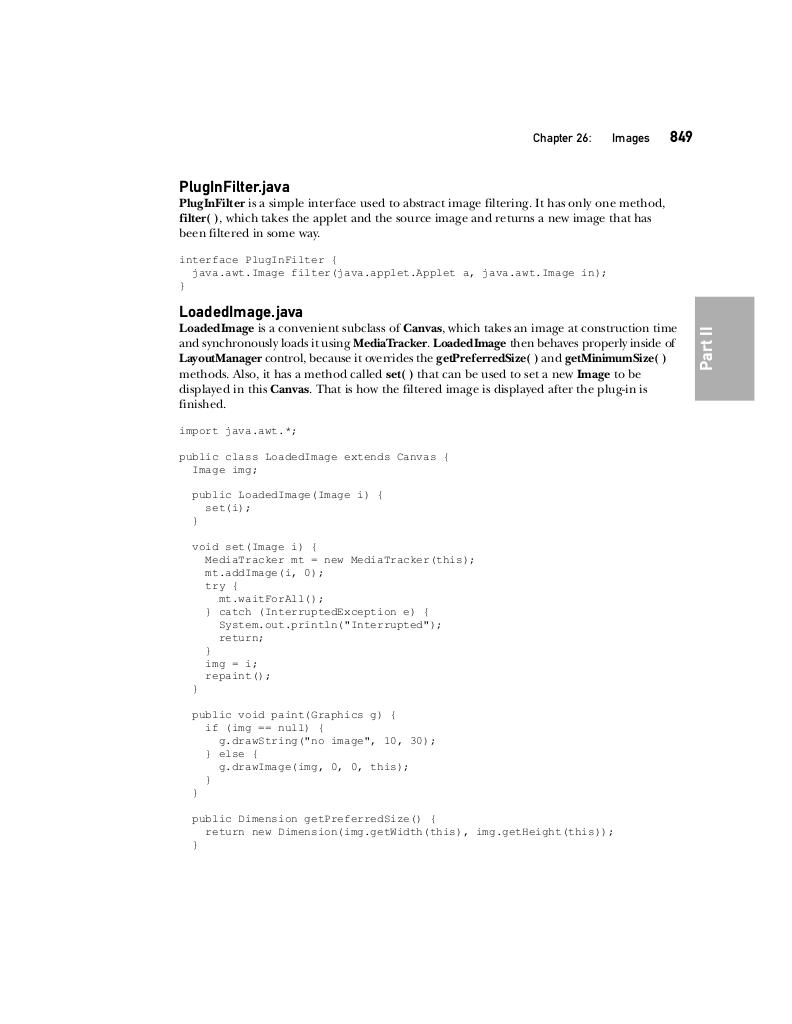 Chapter 26: Images 849
PlugInFilter.java
PlugInFilter is a simple interface used to abstract image filtering. It has only one method,
filter( ), which takes the applet and the source image and returns a new image that has
been filtered in some way.
interface PlugInFilter {
  java.awt.Image filter(java.applet.Applet a, java.awt.Image in);
}
LoadedImage.java
LoadedImage is a convenient subclass of Canvas, which takes an image at construction time
and synchronously loads it using MediaTracker. LoadedImage then behaves properly inside of
LayoutManager control, because it overrides the getPreferredSize( ) and getMinimumSize( )
methods. Also, it has a method called set( ) that can be used to set a new Image to be
displayed in this Canvas. That is how the filtered image is displayed after the plug-in is
finished.
import java.awt.*;
public class LoadedImage extends Canvas {
  Image img;
  public LoadedImage(Image i) {
    set(i);
  }
  void set(Image i) {
    MediaTracker mt = new MediaTracker(this);
    mt.addImage(i, 0);
    try {
      mt.waitForAll();
    } catch (InterruptedException e) {
      System.out.println("Interrupted");
      return;
    }
    img = i;
    repaint();
  }
  public void paint(Graphics g) {
    if (img == null) {
      g.drawString("no image", 10, 30);
    } else {
      g.drawImage(img, 0, 0, this);
    }
  }
  public Dimension getPreferredSize() {
    return new Dimension(img.getWidth(this), img.getHeight(this));
  }
Part II